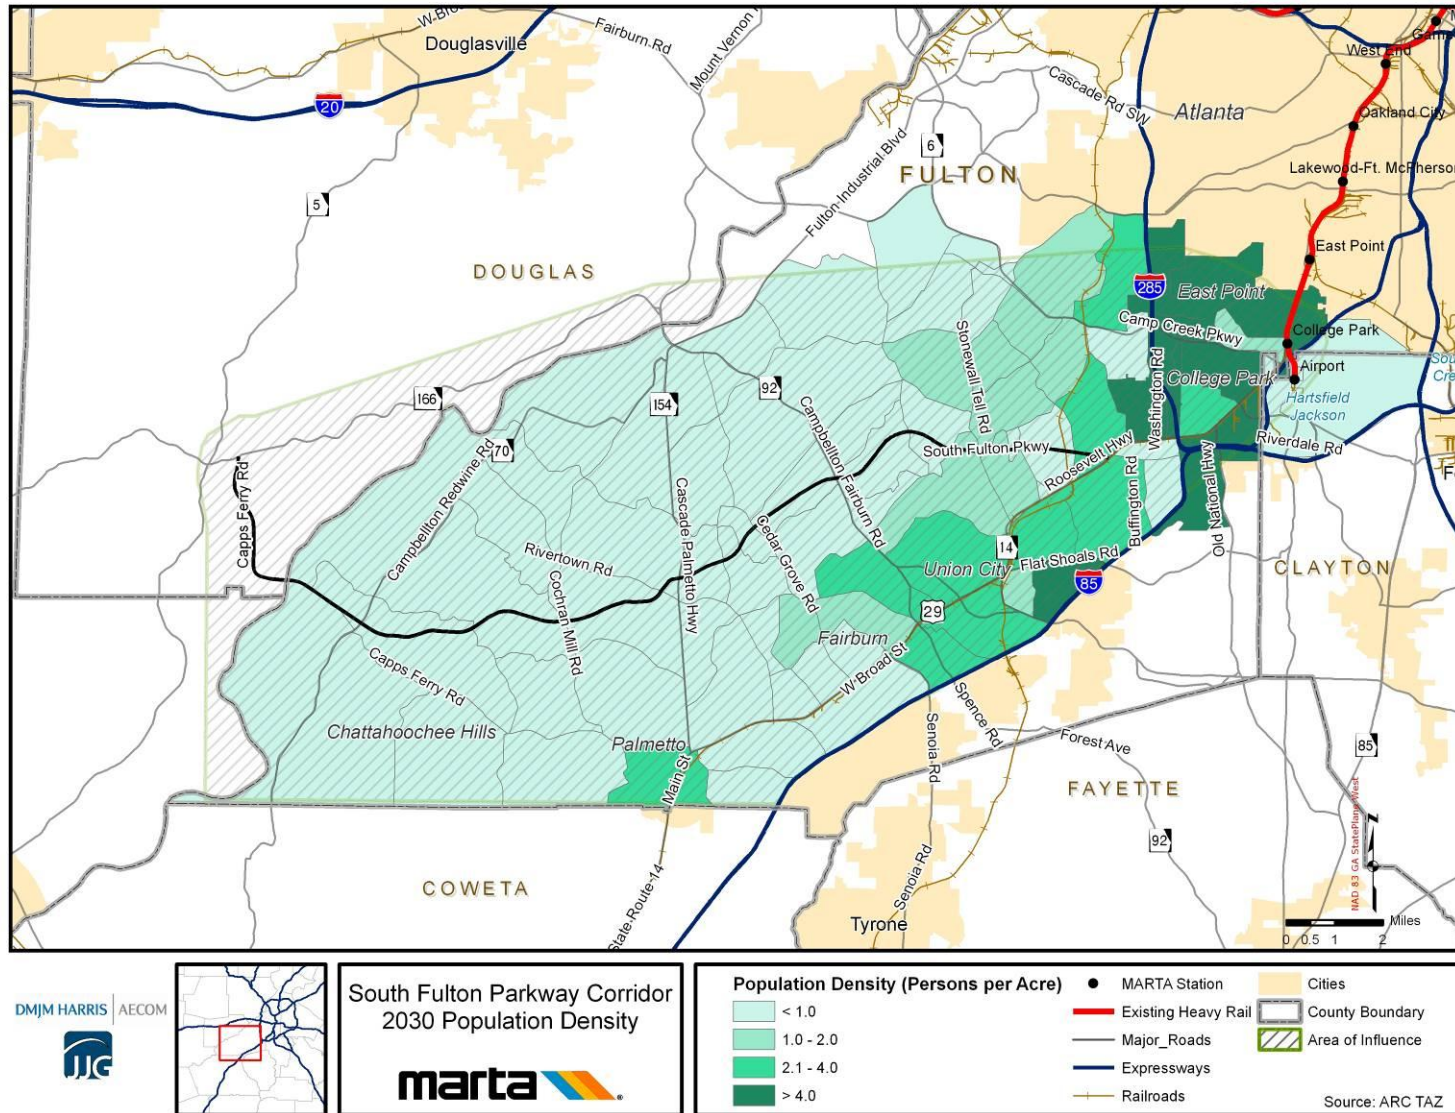 Douglasville
W-Bro
Fairburn Rd
Mount Vernon
20
Cascade Rd SW
West End
Oakland City
Atlanta
6
Lakewood-Ft. McPherson
FULTON
Fulton-Industrial Blvd
5
East Point
DOUGLAS
285
East Point
Camp Creek Pkwy
College Park
Stonewall Tell Rd
Washington Rd
College Park
Airport
Hartsfield
Jackson
166
154
92
Campbellton Fairburn Rd
70
South Fulton Pkwy
Roosevelt Hwy
Riverdale Rd
Capps Ferry Rd
Campbellton Redwine Rd
Cascade Palmetto Hwy
Cedar Grove Rd
Buffington Rd
Old National Hwy
Rivertown Rd
Cochran Mill Rd
14
Flat Shoals Rd
Union City
85
CLAYTON
29
Fairburn
W-Broad St
Capps Ferry Rd
Chattahoochee Hills
Palmetto
Main St
Spence Rd
Senoia Rd
Forest Ave
85
FAYETTE
92
COWETA
State-Route-14
Senoia Rd
Tyrone
NAD 83 GA StatePlane West
Z
Miles
0 0.5 1 2
DMJM HARRIS AECOM
JJG
South Fulton Parkway Corridor
2030 Population Density
marta
Population Density (Persons per Acre)
< 1.0
1.0 - 2.0
2.1 - 4.0
> 4.0
MARTA Station
Existing Heavy Rail
Major_Roads
Expressways
Railroads
Cities
County Boundary
Area of Influence
Source: ARC TAZ